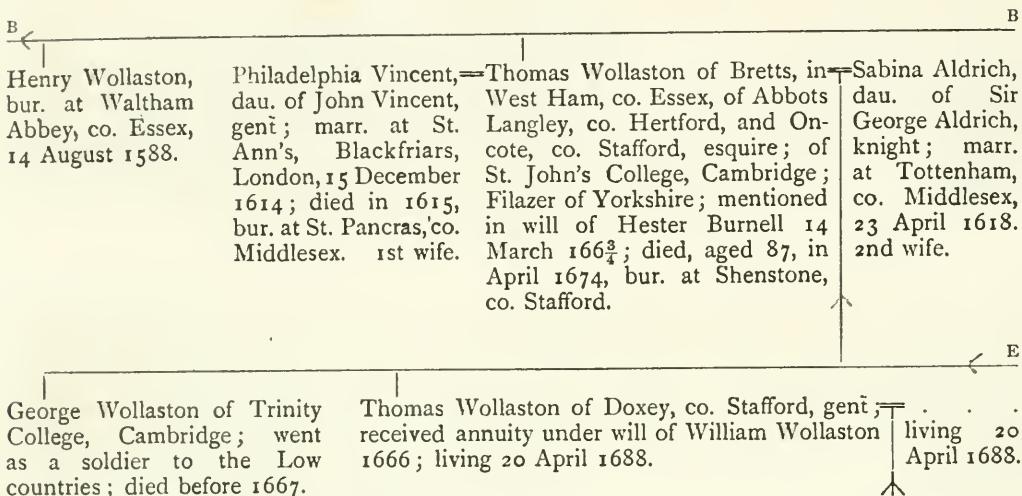 B
B
Henry Wollaston,
bur. at Waltham
Abbey, co. Essex,
14 August 1588.
Philadelphia Vincent,
dau. of John Vincent,
gent̄; marr. at St.
Ann's, Blackfriars,
London, 15 December
1614; died in 1615,
bur. at St. Pancras, co.
Middlesex. 1st wife.
Thomas Wollaston of Bretts, in
West Ham, co. Essex, of Abbots
Langley, co. Hertford, and On-
cote, co. Stafford, esquire; of
St. John's College, Cambridge;
Filazer of Yorkshire; mentioned
in will of Hester Burnell 14
March 166¾; died, aged 87, in
April 1674, bur. at Shenstone,
co. Stafford.
Sabina Aldrich,
dau. of Sir
George Aldrich,
knight; marr.
at Tottenham,
co. Middlesex,
23 April 1618.
2nd wife.
E
George Wollaston of Trinity
College, Cambridge; went
as a soldier to the Low
countries; died before 1667.
Thomas Wollaston of Doxey, co. Stafford, gent̄;
received annuity under will of William Wollaston
1666; living 20 April 1688.
. . .
living 20
April 1688.